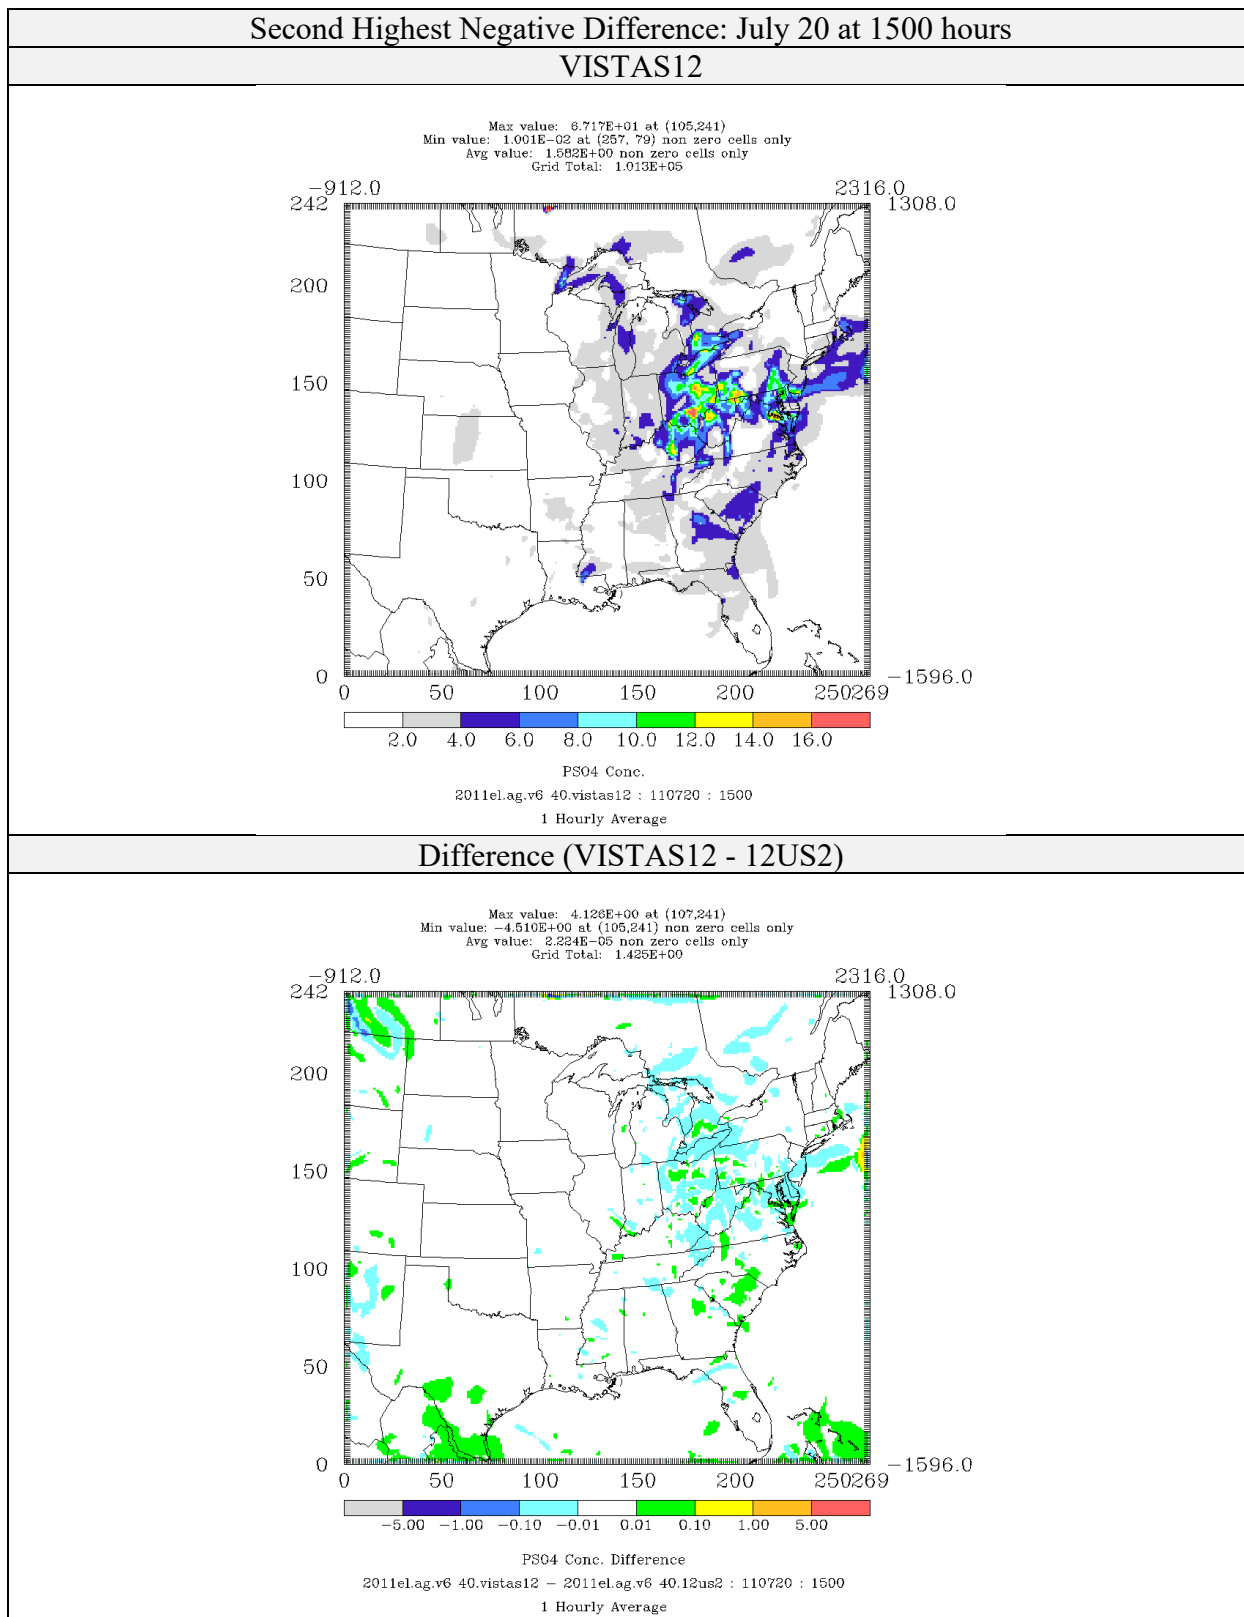 Second Highest Negative Difference: July 20 at 1500 hours
VISTAS12
Max value: 6.717E+01 at (105,241)
Min value: 1.001E-02 at (257, 79) non zero cells only
Avg value: 1.582E+00 non zero cells only
Grid Total: 1.013E+05
-912.0 2316.0
242 1308.0
200
150
100
50
0 -1596.0
0 50 100 150 200 250269
2.0 4.0 6.0 8.0 10.0 12.0 14.0 16.0
PSO4 Conc.
2011el.ag.v6 40.vistas12 : 110720 : 1500
1 Hourly Average
Difference (VISTAS12 - 12US2)
Max value: 4.126E+00 at (107,241)
Min value: -4.510E+00 at (105,241) non zero cells only
Avg value: 2.224E-05 non zero cells only
Grid Total: 1.425E+00
-912.0 2316.0
242 1308.0
200
150
100
50
0 -1596.0
0 50 100 150 200 250269
-5.00 -1.00 -0.10 -0.01 0.01 0.10 1.00 5.00
PSO4 Conc. Difference
2011el.ag.v6 40.vistas12 - 2011el.ag.v6 40.12us2 : 110720 : 1500
1 Hourly Average